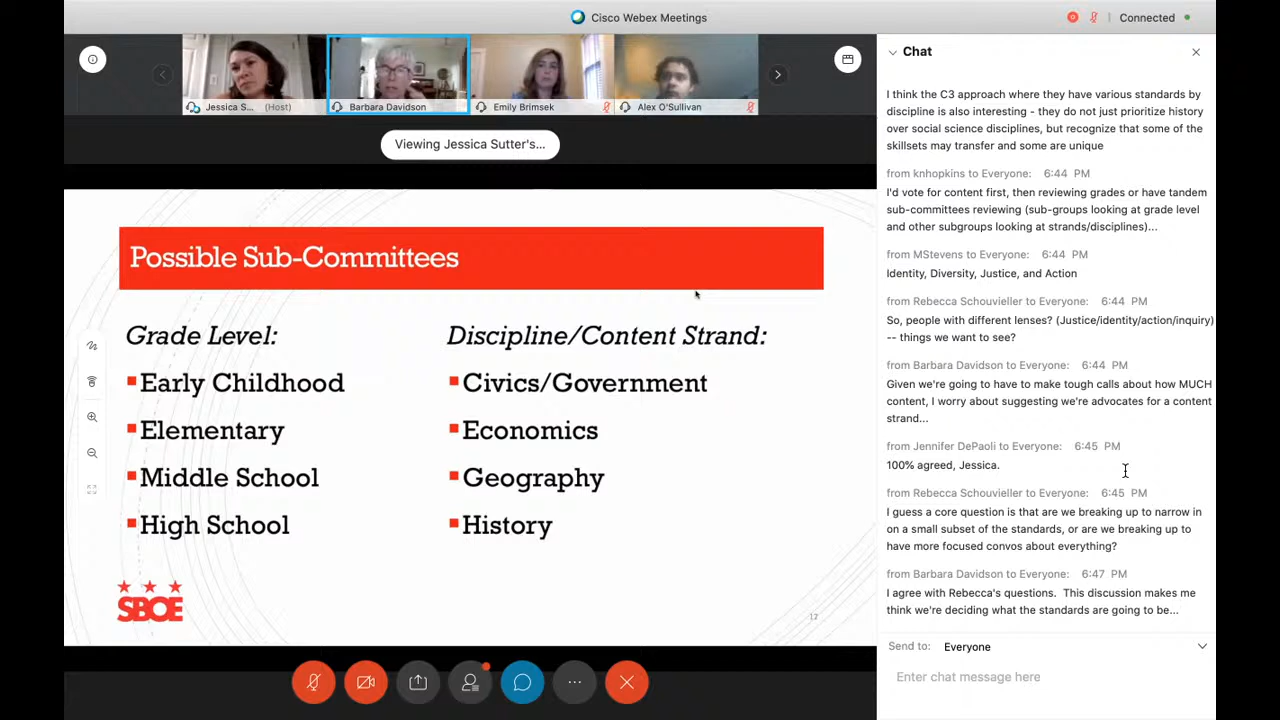 Cisco Webex Meetings
Connected
Jessica S... (Host)
Barbara Davidson
Emily Brimsek
Alex O'Sullivan
Viewing Jessica Sutter's...
Possible Sub-Committees
Grade Level:
Early Childhood
Elementary
Middle School
High School
Discipline/Content Strand:
Civics/Government
Economics
Geography
History
SBOE
12
Chat
I think the C3 approach where they have various standards by
discipline is also interesting - they do not just prioritize history
over social science disciplines, but recognize that some of the
skillsets may transfer and some are unique
from knhopkins to Everyone: 6:44 PM
I'd vote for content first, then reviewing grades or have tandem
sub-committees reviewing (sub-groups looking at grade level
and other subgroups looking at strands/disciplines)...
from MStevens to Everyone: 6:44 PM
Identity, Diversity, Justice, and Action
from Rebecca Schouvieller to Everyone: 6:44 PM
So, people with different lenses? (Justice/identity/action/inquiry)
-- things we want to see?
from Barbara Davidson to Everyone: 6:44 PM
Given we're going to have to make tough calls about how MUCH
content, I worry about suggesting we're advocates for a content
strand...
from Jennifer DePaoli to Everyone: 6:45 PM
100% agreed, Jessica.
from Rebecca Schouvieller to Everyone: 6:45 PM
I guess a core question is that are we breaking up to narrow in
on a small subset of the standards, or are we breaking up to
have more focused convos about everything?
from Barbara Davidson to Everyone: 6:47 PM
I agree with Rebecca's questions. This discussion makes me
think we're deciding what the standards are going to be...
Send to: Everyone
Enter chat message here